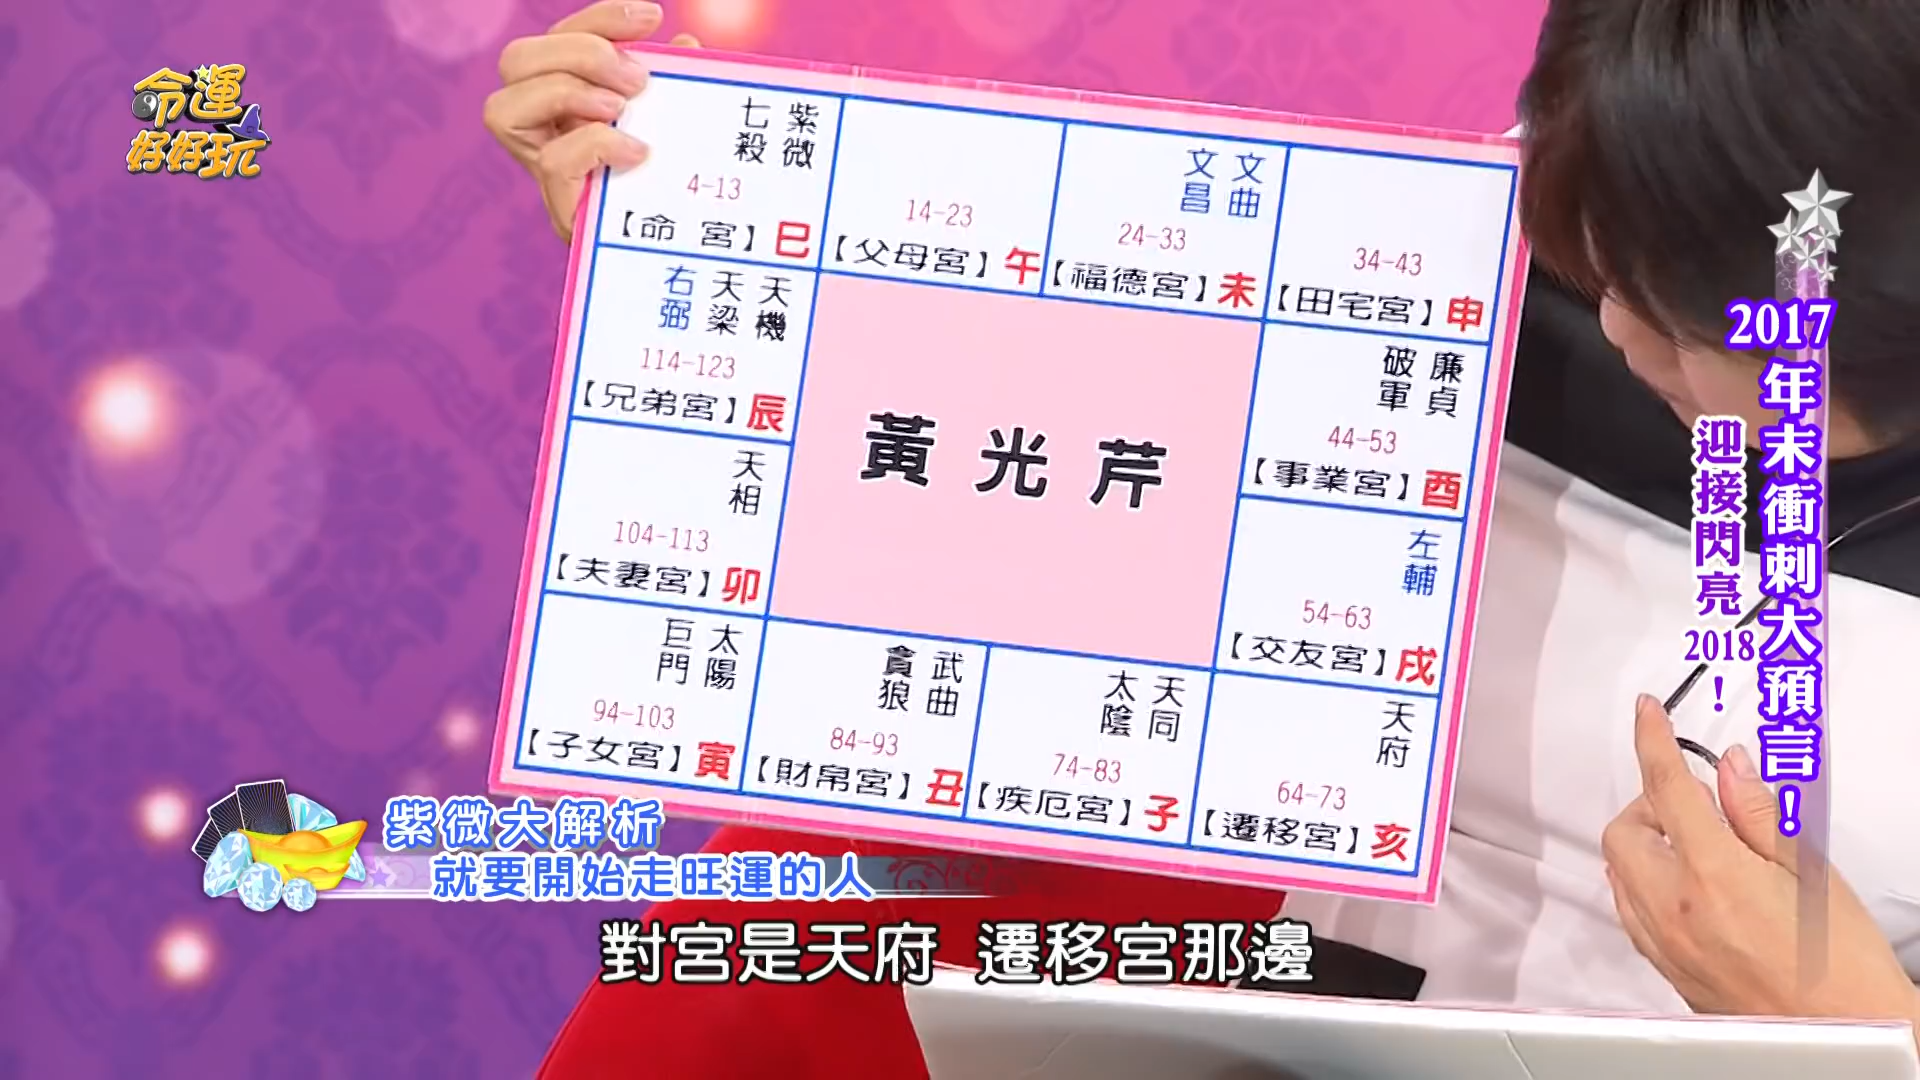 命運
好好玩
紫微
七殺
4-13
【命 宮】巳
14-23
【父母宮】午
文曲
文昌
24-33
【福德宮】未
34-43
【田宅宮】申
天機
天梁
右弼
114-123
【兄弟宮】辰
廉貞
破軍
44-53
【事業宮】酉
黃光芹
天相
104-113
【夫妻宮】卯
左輔
54-63
【交友宮】戌
太陽
巨門
94-103
【子女宮】寅
武曲
貪狼
84-93
【財帛宮】丑
天同
太陰
74-83
【疾厄宮】子
天府
64-73
【遷移宮】亥
2017年末衝刺大預言!
迎接閃亮2018!
紫微大解析
就要開始走旺運的人
對宮是天府 遷移宮那邊